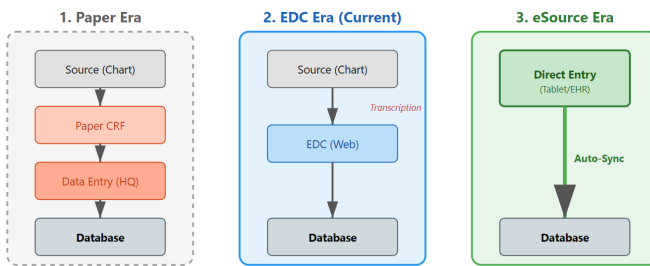 1. Paper Era
Source (Chart)
Paper CRF
Data Entry (HQ)
Database
2. EDC Era (Current)
Source (Chart)
Transcription
EDC (Web)
Database
3. eSource Era
Direct Entry
(Tablet/EHR)
Auto-Sync
Database